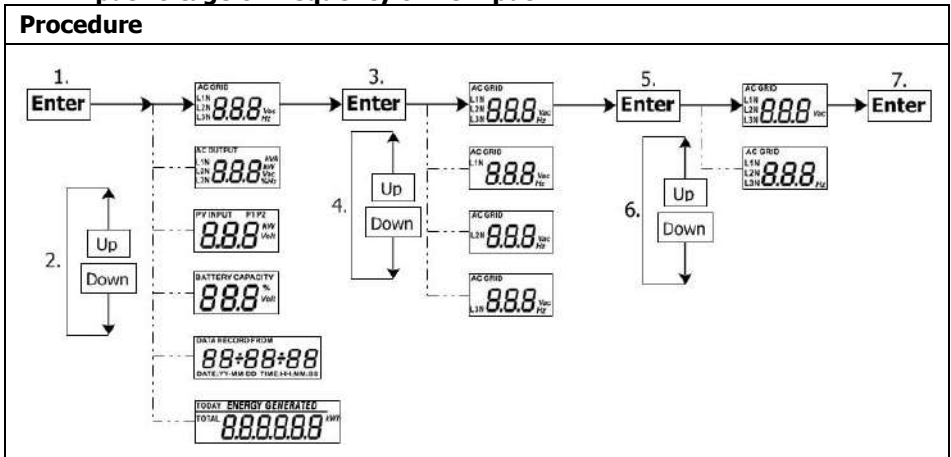 Procedure
1.
Enter
AC GRID
L1N
L2N
L3N
8.8.8
Vac
Hz
AC OUTPUT
L1N
L2N
L3N
8.8.8
kVA
kW
Vac
%Hz
PV INPUT P1P2
8.8.8
kW
Volt
BATTERY CAPACITY
88.8
%
Volt
DATA RECORD FROM
88÷88÷88
DATE:YY-MM-DD TIME:HH.MM.SS
TODAY ENERGY GENERATED
TOTAL
8.8.8.8.8.8
kWh
2.
Up
Down
3.
Enter
AC GRID
L1N
L2N
L3N
8.8.8
Vac
Hz
AC GRID
L1N
8.8.8
Vac
Hz
AC GRID
L2N
8.8.8
Vac
Hz
AC GRID
L3N
8.8.8
Vac
Hz
4.
Up
Down
5.
Enter
AC GRID
L1N
L2N
L3N
8.8.8
Vac
AC GRID
L1N
L2N
L3N
8.8.8
Hz
6.
Up
Down
7.
Enter